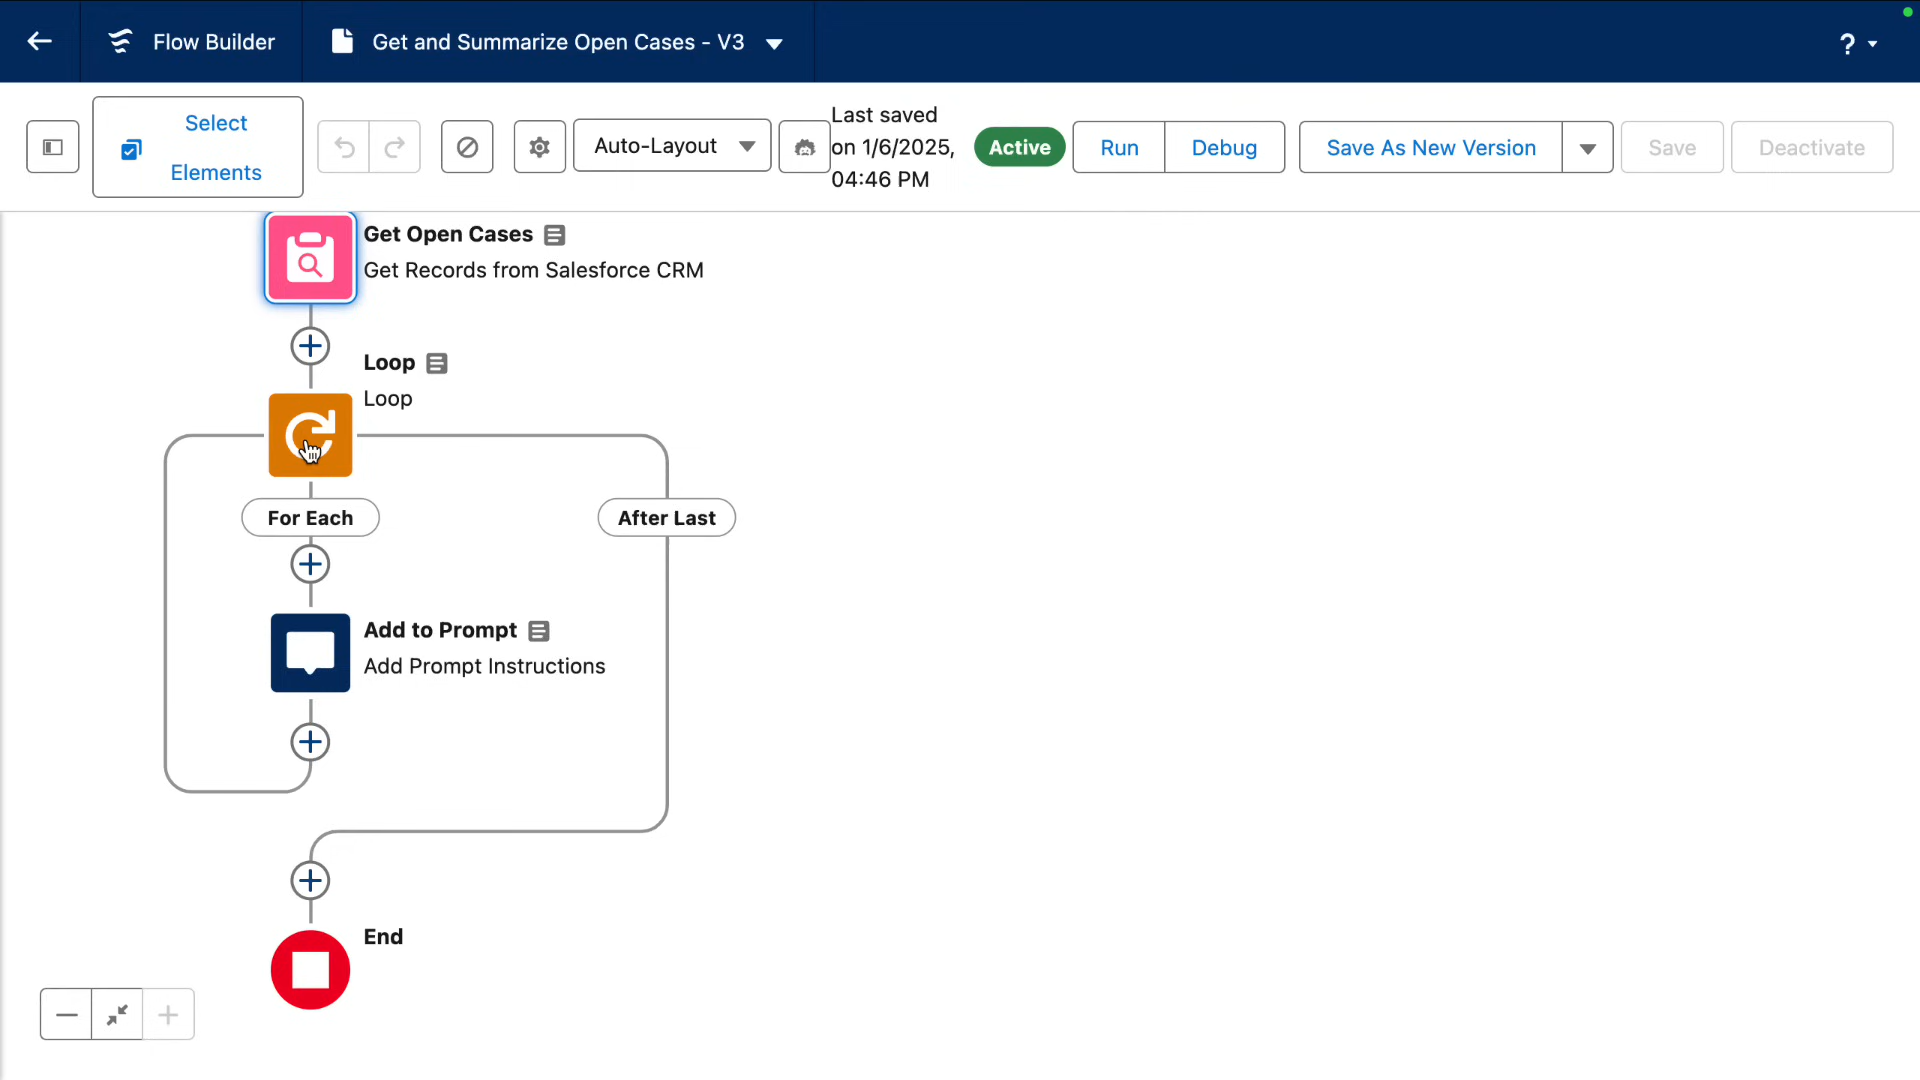 Flow Builder
Get and Summarize Open Cases - V3
?
Select
Elements
Auto-Layout
Last saved
on 1/6/2025,
04:46 PM
Active
Run
Debug
Save As New Version
Save
Deactivate
Get Open Cases
Get Records from Salesforce CRM
Loop
Loop
For Each
After Last
Add to Prompt
Add Prompt Instructions
End